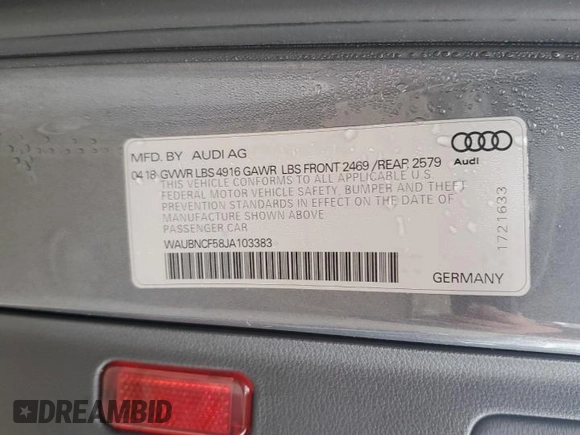 MFD. BY AUDI AG
04 18 GVWR LBS 4916 GAWR LBS FRONT 2469 /REAR 2579
THIS VEHICLE CONFORMS TO ALL APPLICABLE U S
FEDERAL MOTOR VEHICLE SAFETY, BUMPER AND THEFT
PREVENTION STANDARDS IN EFFECT ON THE DATE OF
MANUFACTURE SHOWN ABOVE
PASSENGER CAR
WAUBNCF58JA103383
Audi
1721633
GERMANY
DREAMBID